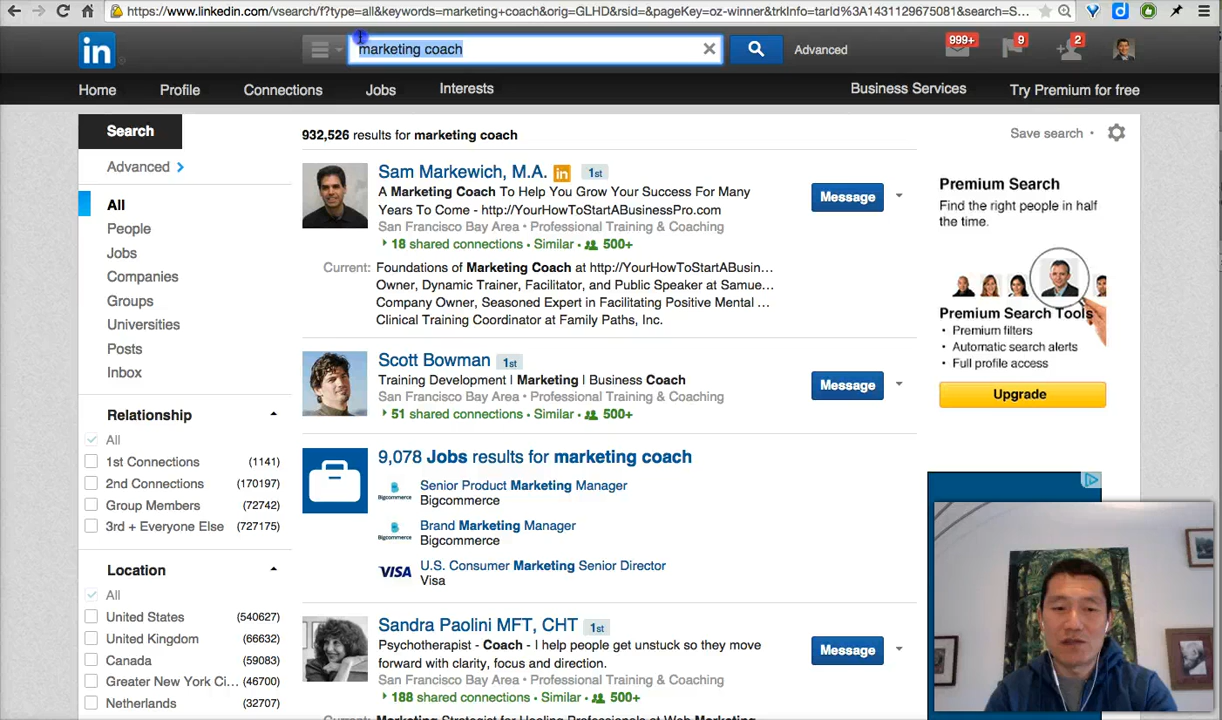 https://www.linkedin.com/vsearch/f?type=all&keywords=marketing+coach&orig=GLHD&rsid=&pageKey=oz-winner&trkInfo=tarId%3A1431129675081&search=S...
in
marketing coach
Advanced
999+
9
2
Home
Profile
Connections
Jobs
Interests
Business Services
Try Premium for free
Search
Advanced
All
People
Jobs
Companies
Groups
Universities
Posts
Inbox
Relationship
All
1st Connections (1141)
2nd Connections (170197)
Group Members (72742)
3rd + Everyone Else (727175)
Location
All
United States (540627)
United Kingdom (66632)
Canada (59083)
Greater New York Ci... (46700)
Netherlands (32707)
932,526 results for marketing coach
Save search
Sam Markewich, M.A. in 1st
A Marketing Coach To Help You Grow Your Success For Many
Years To Come - http://YourHowToStartABusinessPro.com
San Francisco Bay Area • Professional Training & Coaching
18 shared connections • Similar • 500+
Message
Current: Foundations of Marketing Coach at http://YourHowToStartABusin...
Owner, Dynamic Trainer, Facilitator, and Public Speaker at Samue...
Company Owner, Seasoned Expert in Facilitating Positive Mental ...
Clinical Training Coordinator at Family Paths, Inc.
Scott Bowman 1st
Training Development | Marketing | Business Coach
San Francisco Bay Area • Professional Training & Coaching
51 shared connections • Similar • 500+
Message
9,078 Jobs results for marketing coach
Bigcommerce
Senior Product Marketing Manager
Bigcommerce
Bigcommerce
Brand Marketing Manager
Bigcommerce
VISA
U.S. Consumer Marketing Senior Director
Visa
Sandra Paolini MFT, CHT 1st
Psychotherapist - Coach - I help people get unstuck so they move
forward with clarity, focus and direction.
San Francisco Bay Area • Professional Training & Coaching
188 shared connections • Similar • 500+
Message
Premium Search
Find the right people in half
the time.
Premium Search Tools
• Premium filters
• Automatic search alerts
• Full profile access
Upgrade